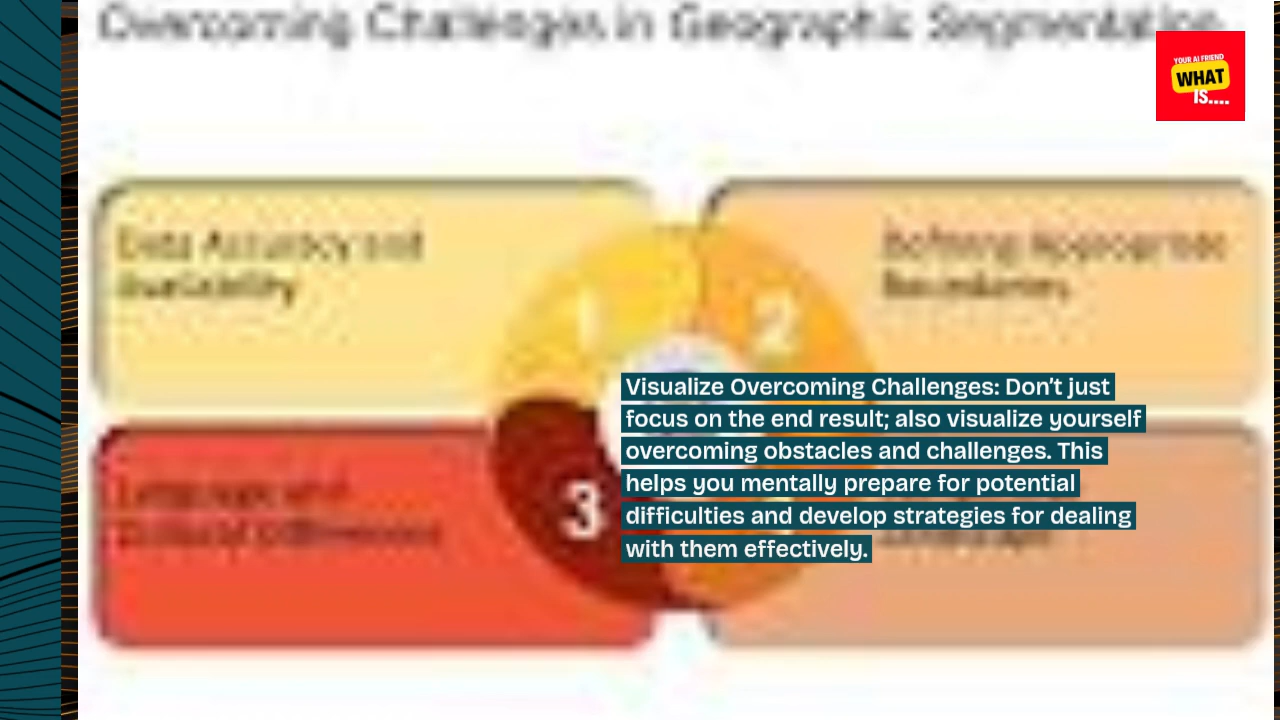 Overcoming Challenges in Geographic Segmentation
YOUR AI FRIEND
WHAT
IS....
Data Accuracy and
Availability
Defining Appropriate
Boundaries
1
2
Visualize Overcoming Challenges: Don't just
focus on the end result; also visualize yourself
overcoming obstacles and challenges. This
helps you mentally prepare for potential
difficulties and develop strategies for dealing
with them effectively.
Language and
Cultural Differences
3